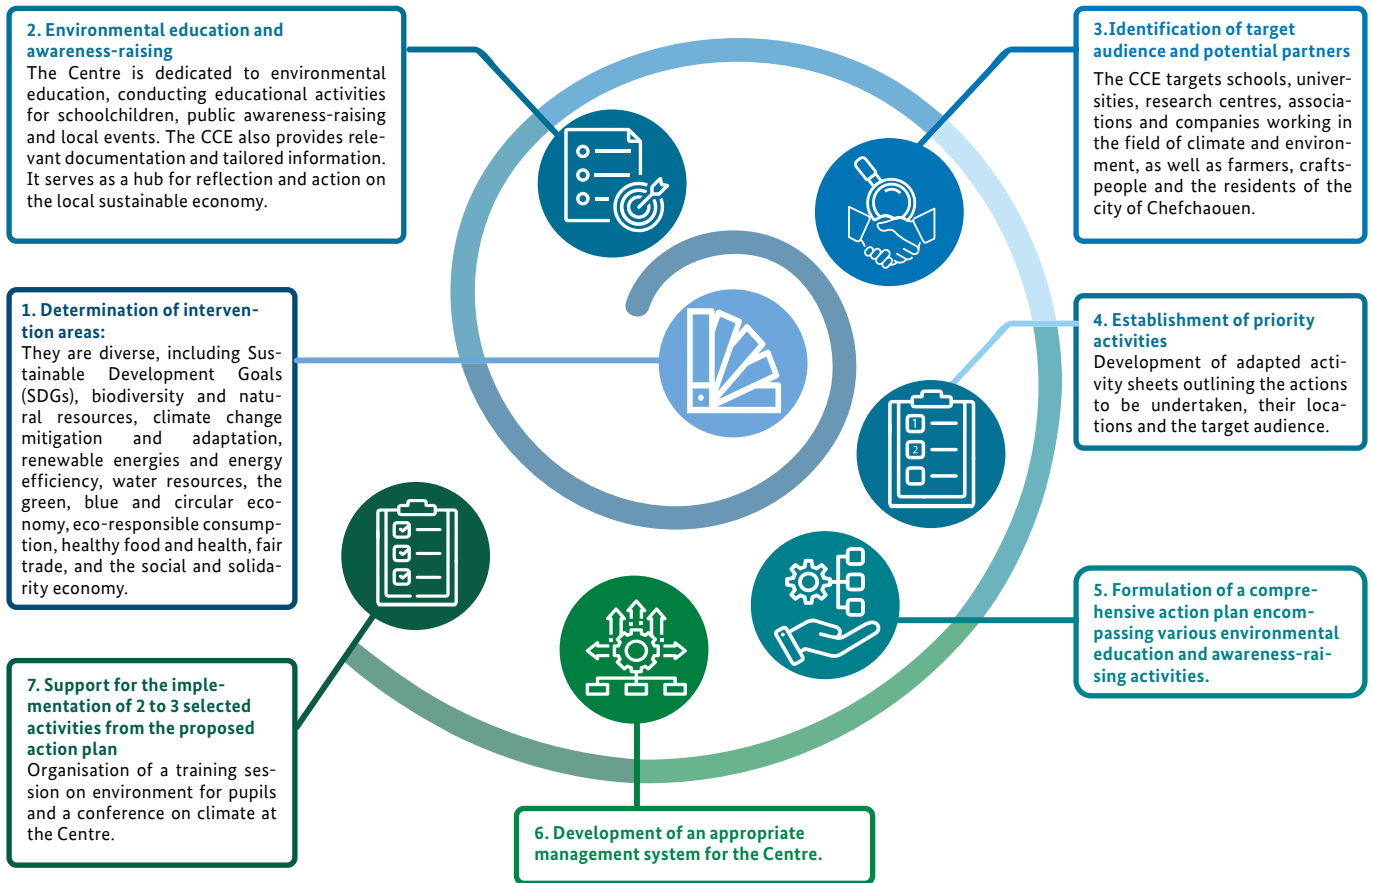 2. Environmental education and
awareness-raising
The Centre is dedicated to environmental
education, conducting educational activities
for schoolchildren, public awareness-raising
and local events. The CCE also provides rele-
vant documentation and tailored information.
It serves as a hub for reflection and action on
the local sustainable economy.
3.Identification of target
audience and potential partners
The CCE targets schools, univer-
sities, research centres, associa-
tions and companies working in
the field of climate and environ-
ment, as well as farmers, crafts-
people and the residents of the
city of Chefchaouen.
1. Determination of interven-
tion areas:
They are diverse, including Sus-
tainable Development Goals
(SDGs), biodiversity and natu-
ral resources, climate change
mitigation and adaptation,
renewable energies and energy
efficiency, water resources, the
green, blue and circular eco-
nomy, eco-responsible consump-
tion, healthy food and health, fair
trade, and the social and solida-
rity economy.
4. Establishment of priority
activities
Development of adapted acti-
vity sheets outlining the actions
to be undertaken, their loca-
tions and the target audience.
1
2
5. Formulation of a compre-
hensive action plan encom-
passing various environmental
education and awareness-rai-
sing activities.
7. Support for the imple-
mentation of 2 to 3 selected
activities from the proposed
action plan
Organisation of a training ses-
sion on environment for pupils
and a conference on climate at
the Centre.
6. Development of an appropriate
management system for the Centre.